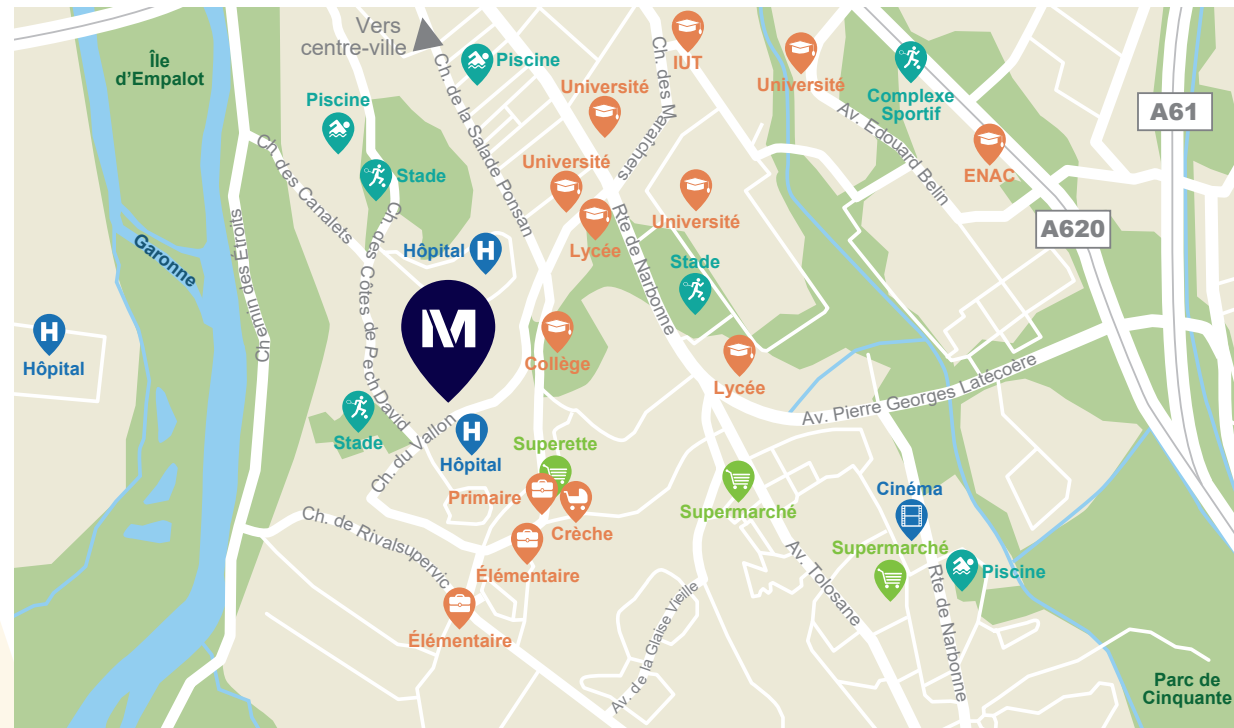 Vers
centre-ville
Île
d'Empalot
Piscine
IUT
Université
Complexe
Sportif
A61
Université
Piscine
Ch. de la Salade Ponsan
Ch. des Maraîchers
Av. Edouard Belin
ENAC
Ch. des Canalets
Stade
Université
Université
Lycée
A620
Garonne
Chemin des Étroits
Ch. des Côtes de Pech David
H
Hôpital
Rte de Narbonne
Stade
H
Hôpital
M
Collège
Lycée
Av. Pierre Georges Latécoère
Stade
Ch. du Vallon
H
Hôpital
Superette
Primaire
Crèche
Supermarché
Cinéma
Ch. de Rivalsupervic
Élémentaire
Supermarché
Piscine
Élémentaire
Av. de la Glaise Vieille
Av. Tolosane
Rte de Narbonne
Parc de
Cinquante